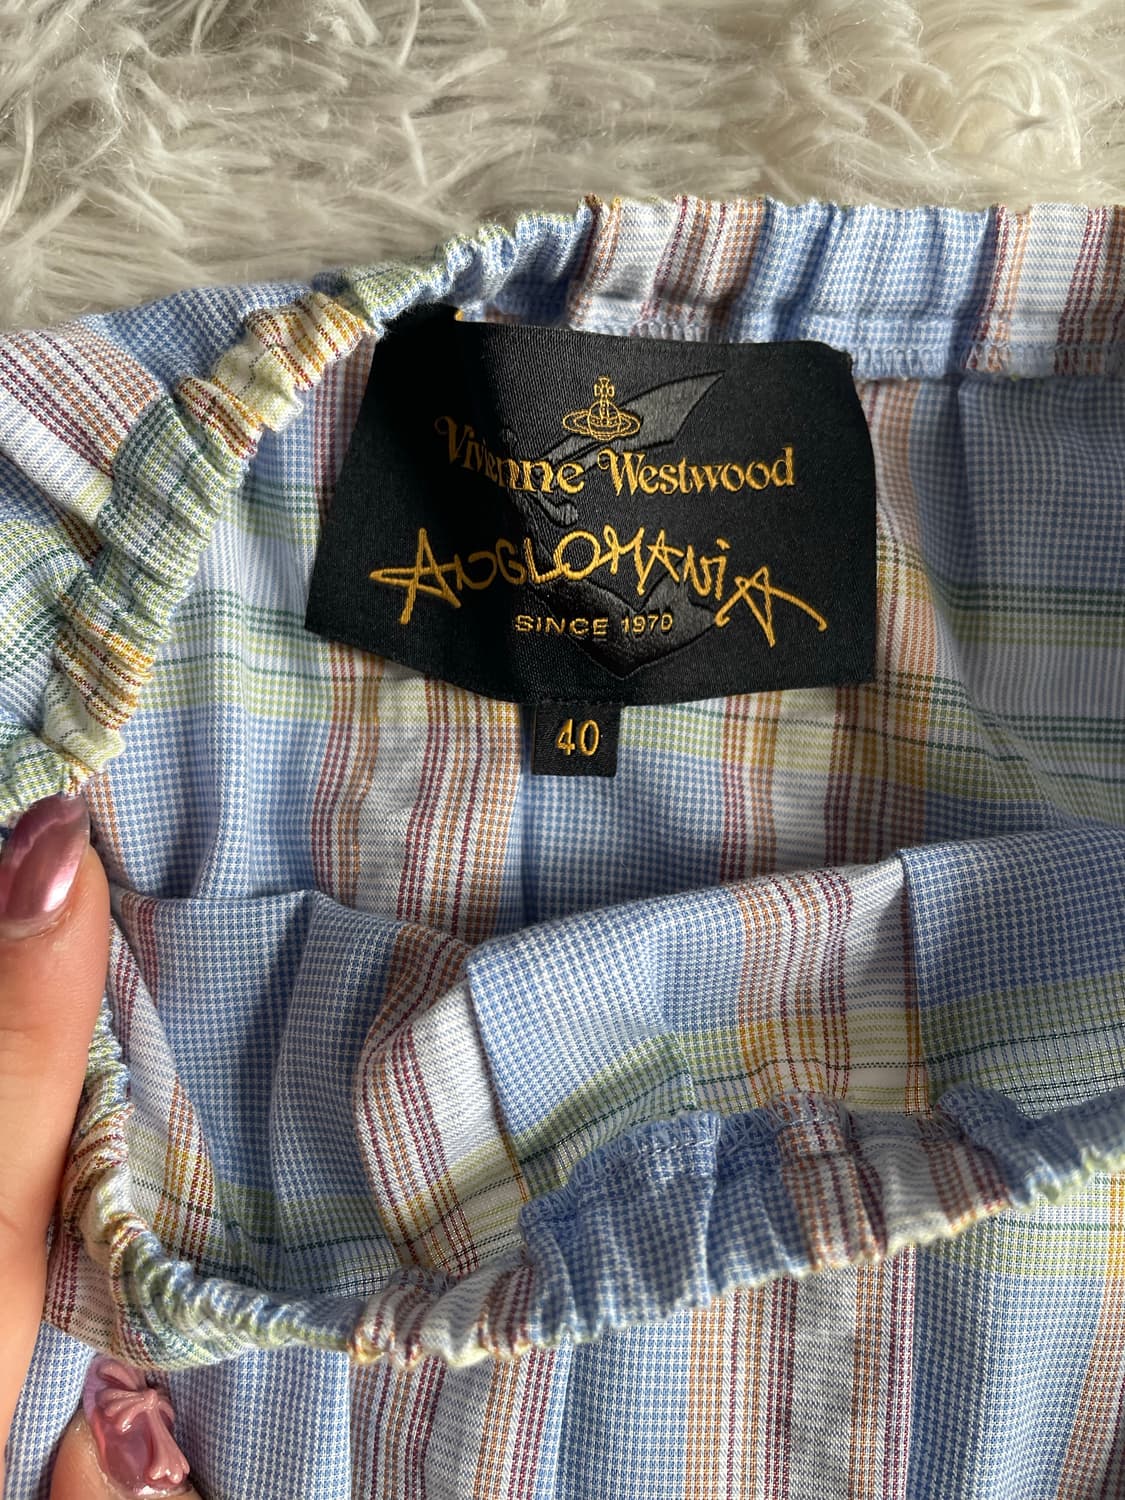 Vivienne Westwood
ANGLOMANIA
SINCE 1970
40